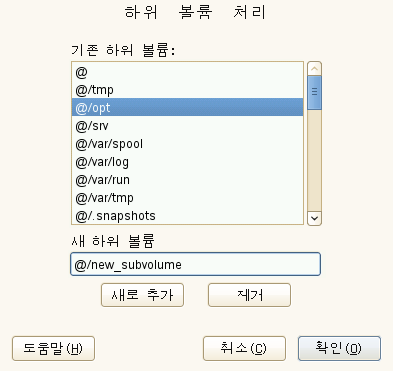 하위 볼륨 처리
기존 하위 볼륨:
@
@/tmp
@/opt
@/srv
@/var/spool
@/var/log
@/var/run
@/var/tmp
@/.snapshots
새 하위 볼륨
@/new_subvolume
새로 추가 제거
도움말(H) 취소(C) 확인(O)